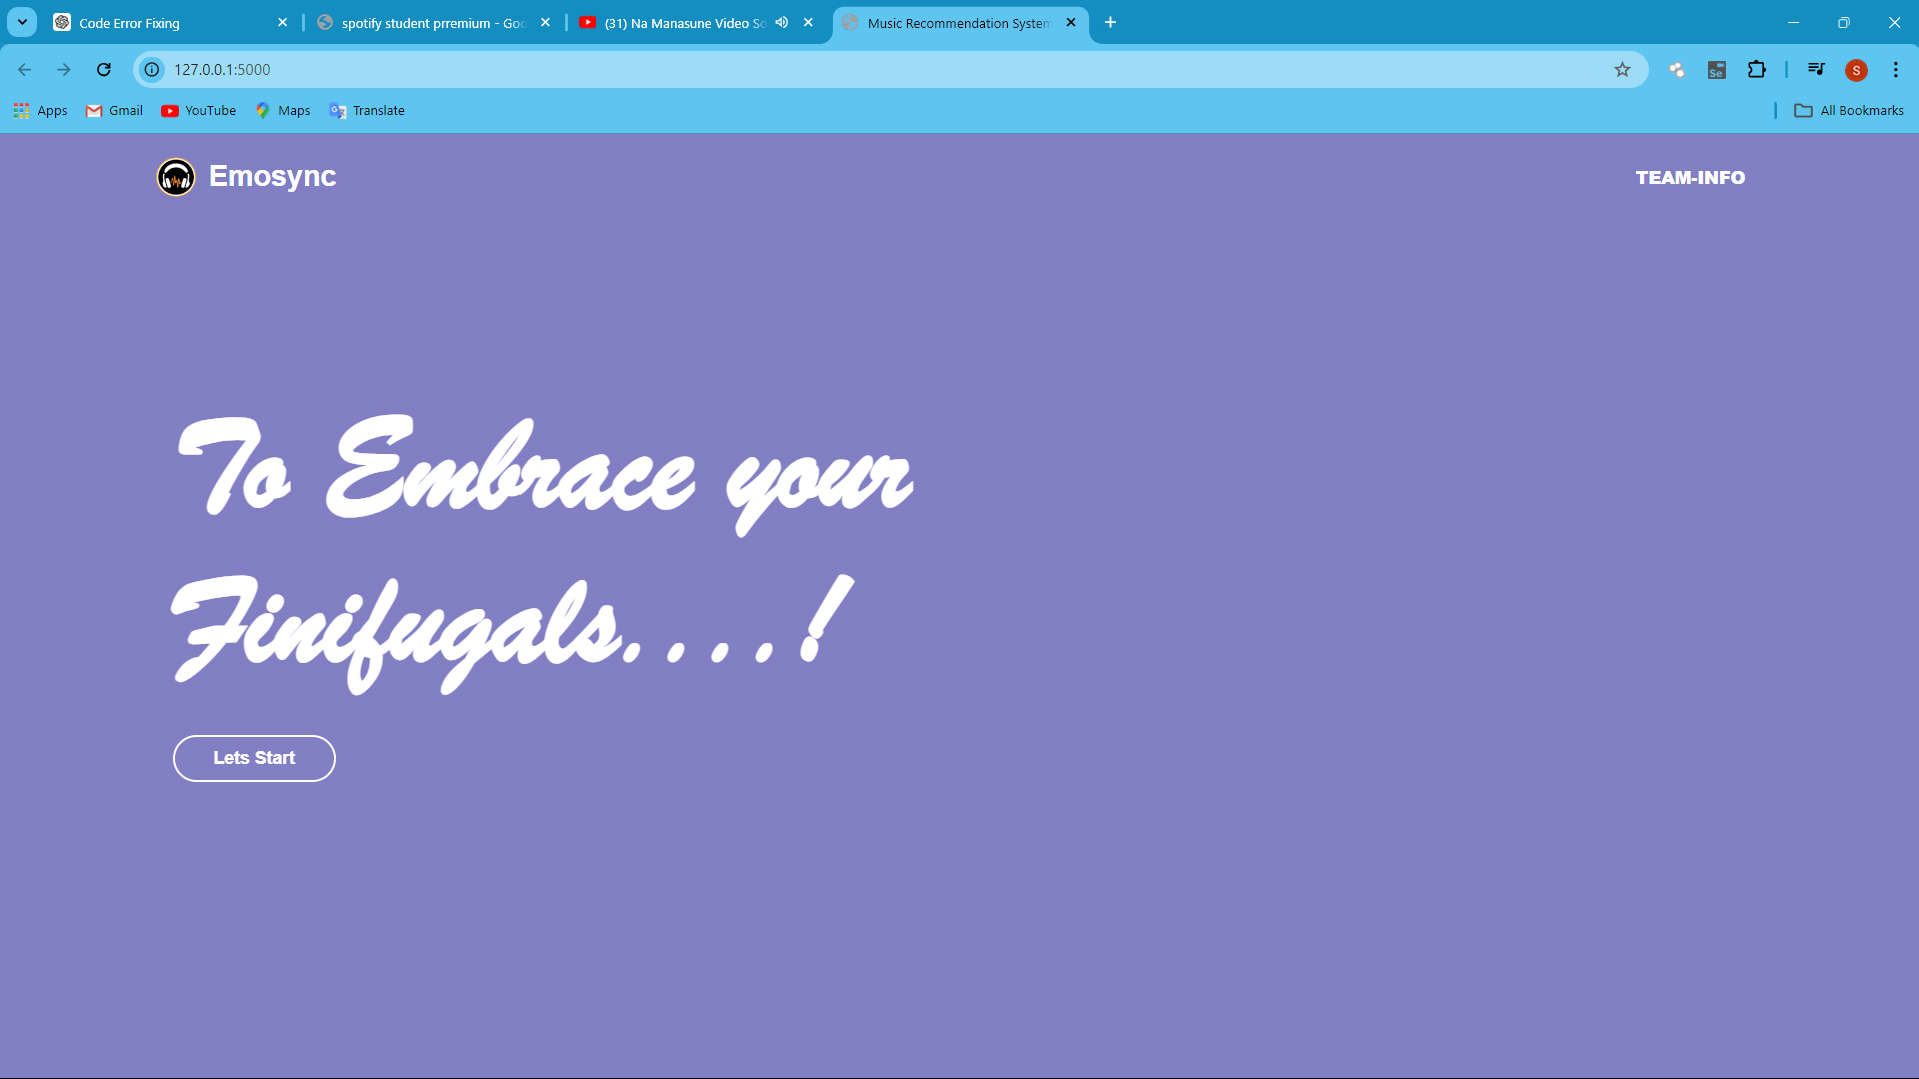 Code Error Fixing
spotify student prremium - Goo
(31) Na Manasune Video So
Music Recommendation System
127.0.0.1:5000
Se
S
Apps
Gmail
YouTube
Maps
Translate
All Bookmarks
Emosync
TEAM-INFO
To Embrace your
Finifugals....!
Lets Start